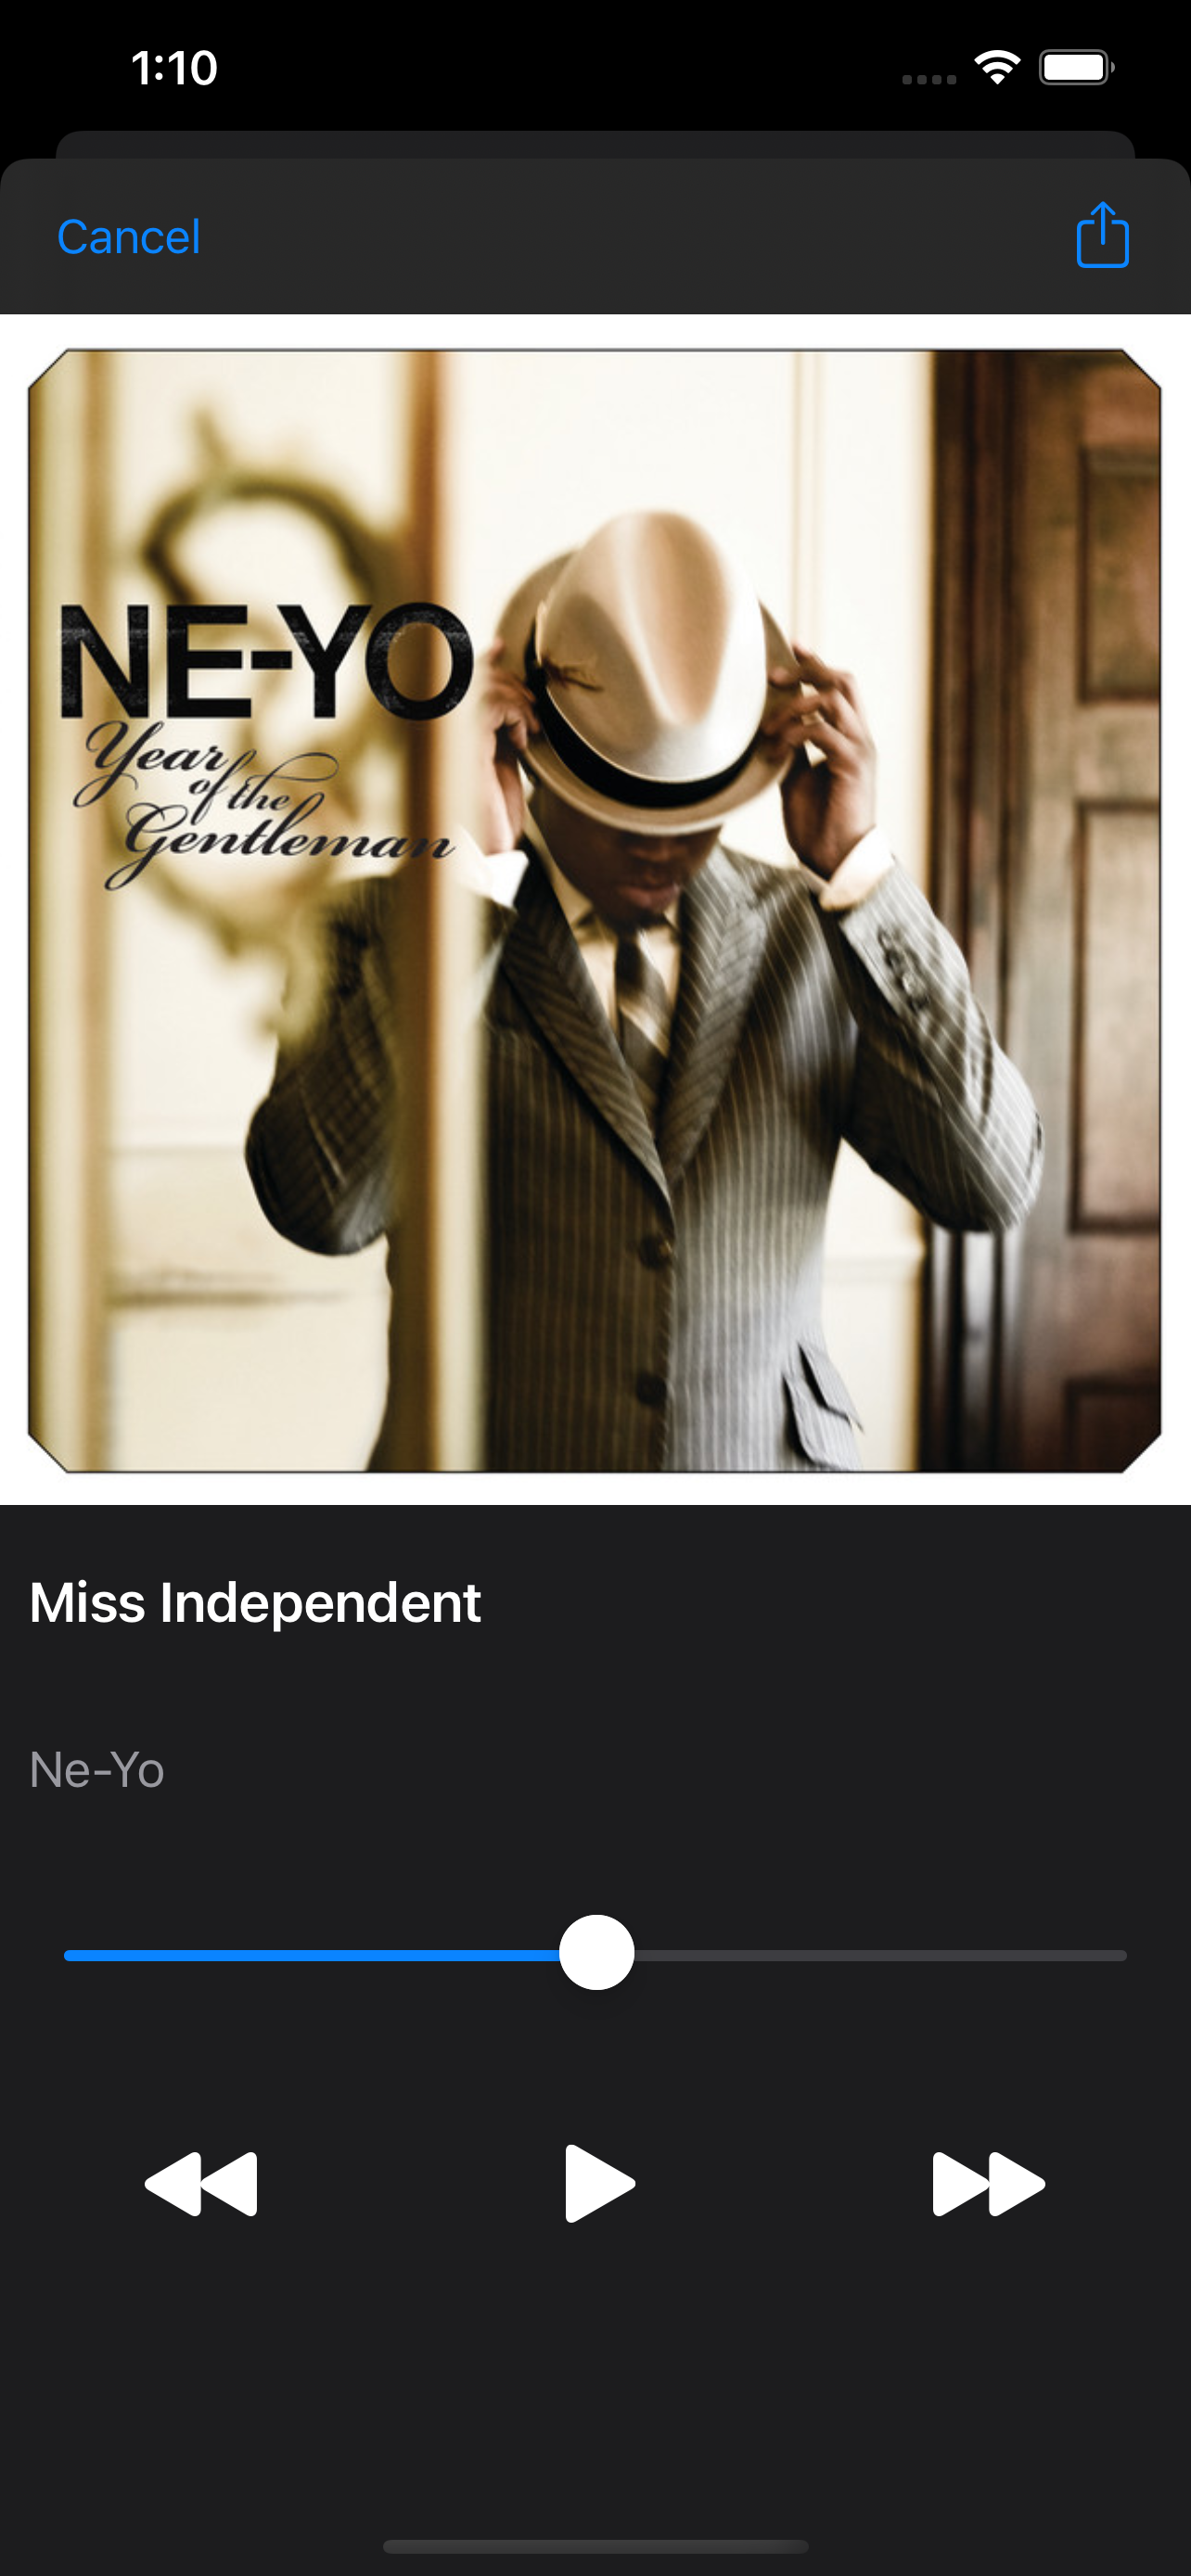 1:10
Cancel
NE-YO
Year
of the
Gentleman
Miss Independent
Ne-Yo